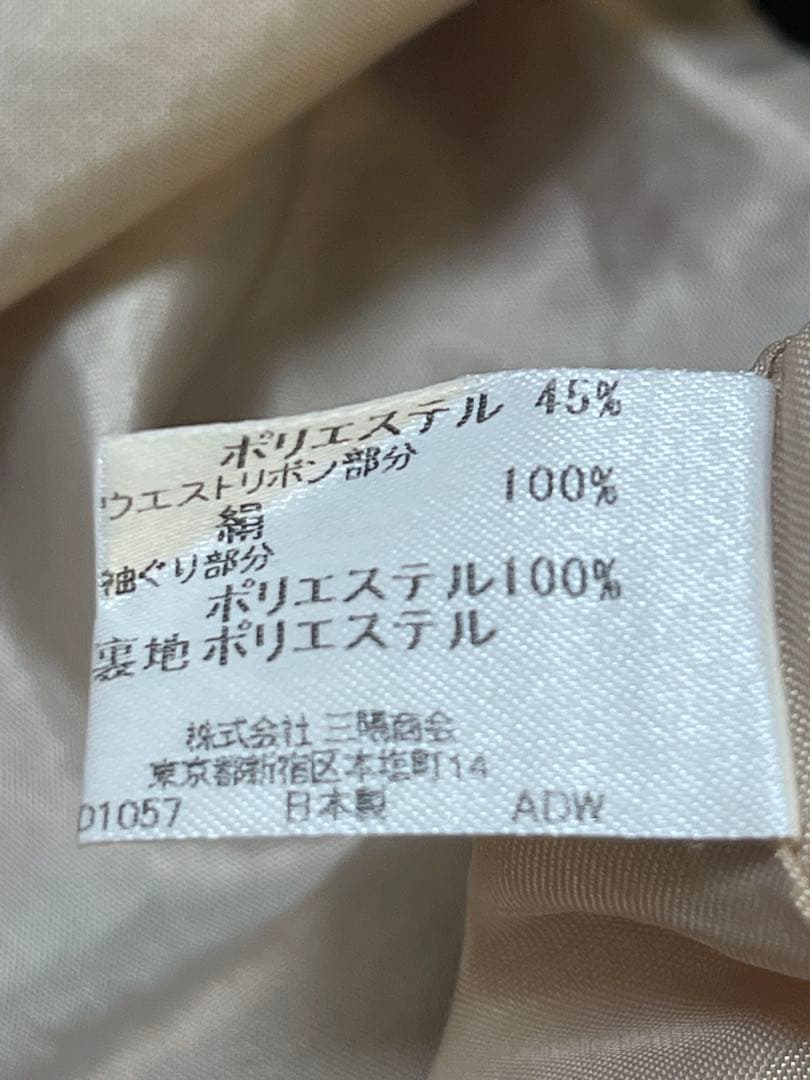 ポリエステル 45%
ウエストリボン部分
絹 100%
袖ぐり部分
ポリエステル100%
裏地 ポリエステル
株式会社 三陽商会
東京都新宿区本塩町14
01057 日本製 ADW